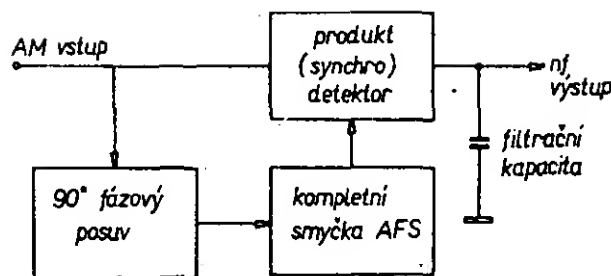 AM vstup
produkt
(synchro)
detektor
nf
výstup
filtrační
kapacita
90° fázový
posuv
kompletní
smyčka AFS